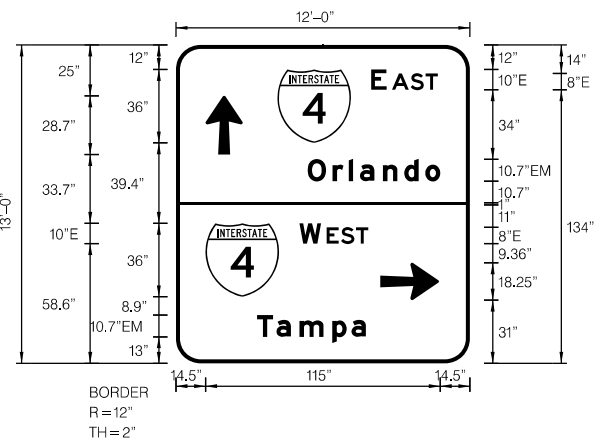 12'-0"
12"
12"
14"
25"
10"E
8"E
INTERSTATE
4
EAST
36"
34"
28.7"
Orlando
10.7"EM
39.4"
33.7"
10.7"
1"
11"
13'-0"
10"E
INTERSTATE
4
WEST
8"E
134"
9.36"
36"
18.25"
58.6"
8.9"
10.7"EM
Tampa
31"
13"
14.5"
115"
14.5"
BORDER
R=12"
TH=2"